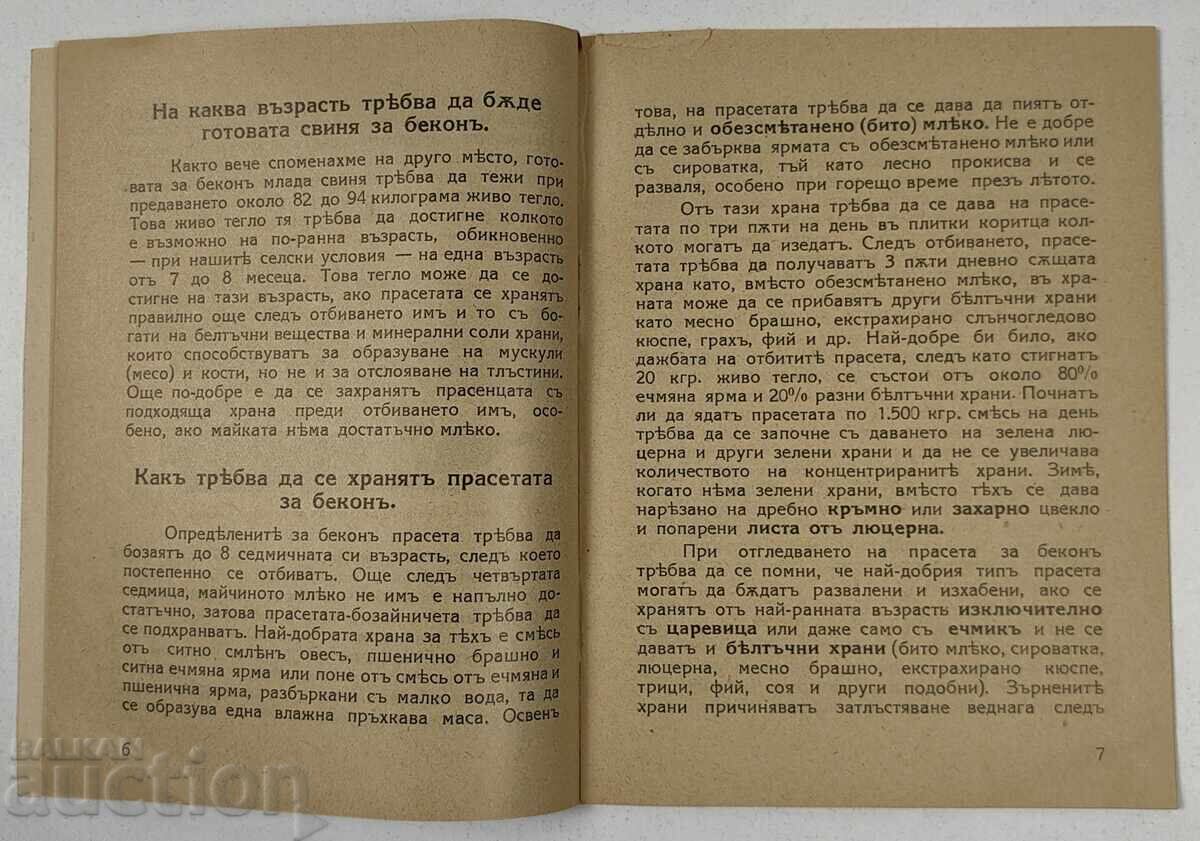 На каква възрасть трѣбва да бѫде
готовата свиня за беконъ.
Както вече споменахме на друго мѣсто, гото-
вата за беконъ млада свиня трѣбва да тежи при
предаването около 82 до 94 килограма живо тегло.
Това живо тегло тя трѣбва да достигне колкото
е възможно на по-ранна възрасть, обикновенно
— при нашитѣ селски условия — на една възрасть
отъ 7 до 8 месеца. Това тегло може да се до-
стигне на тази възрасть, ако прасетата се хранятъ
правилно още следъ отбиването имъ и то съ бо-
гати на белтъчни вещества и минерални соли храни,
които способствуватъ за образуване на мускули
(месо) и кости, но не и за отслояване на тлъстини.
Още по-добре е да се захранятъ прасенцата съ
подходяща храна преди отбиването имъ, осо-
бено, ако майката нѣма достатъчно млѣко.
Какъ трѣбва да се хранятъ прасетата
за беконъ.
Опредѣленитѣ за беконъ прасета трѣбва да
бозаятъ до 8 седмичната си възрасть, следъ което
постепенно се отбиватъ. Още следъ четвъртата
седмица, майчиното млѣко не имъ е напълно до-
статъчно, затова прасетата-бозайничета трѣбва да
се подхранватъ. Най-добрата храна за тѣхъ е смѣсь
отъ ситно смлѣнъ овесъ, пшенично брашно и
ситна ечмяна ярма или поне отъ смѣсь отъ ечмяна и
пшенична ярма, разбъркани съ малко вода, та да
се образува една влажна пръхкава маса. Освенъ
6
това, на прасетата трѣбва да се дава да пиятъ от-
дѣлно и обезсмѣтанено (бито) млѣко. Не е добре
да се забърква ярмата съ обезсмѣтанено млѣко или
съ сироватка, тъй като лесно прокисва и се
разваля, особено при горещо време презъ лѣтото.
Отъ тази храна трѣбва да се дава на прасе-
тата по три пѫти на день въ плитки коритца кол-
кото могатъ да изедатъ. Следъ отбиването, прасе-
тата трѣбва да получаватъ 3 пѫти дневно сѫщата
храна като, вмѣсто обезсмѣтанено млѣко, въ хра-
ната може да се прибавятъ други бѣлтъчни храни
като месно брашно, екстрахирано слънчогледово
кюспе, грахъ, фий и др. Най-добре би било, ако
дажбата на отбититѣ прасета, следъ като стигнатъ
20 кгр. живо тегло, се състои отъ около 80%
ечмяна ярма и 20% разни бѣлтъчни храни. Почнатъ
ли да ядатъ прасетата по 1.500 кгр. смѣсь на день
трѣбва да се започне съ даването на зелена лю-
церна и други зелени храни и да не се увеличава
количеството на концентриранитѣ храни. Зимѣ,
когато нѣма зелени храни, вмѣсто тѣхъ се дава
нарѣзано на дребно кръмно или захарно цвекло
и попарени листа отъ люцерна.
При отгледването на прасета за беконъ
трѣбва да се помни, че най-добрия типъ прасета
могатъ да бѫдатъ развалени и изхабени, ако се
хранятъ отъ най-ранната възрасть изключително
съ царевица или даже само съ ечмикъ и не се
даватъ и бѣлтъчни храни (бито млѣко, сироватка,
люцерна, месно брашно, екстрахирано кюспе,
трици, фий, соя и други подобни). Зърненитѣ
храни причиняватъ затлъстяване веднага следъ
7
BALKAN
auction